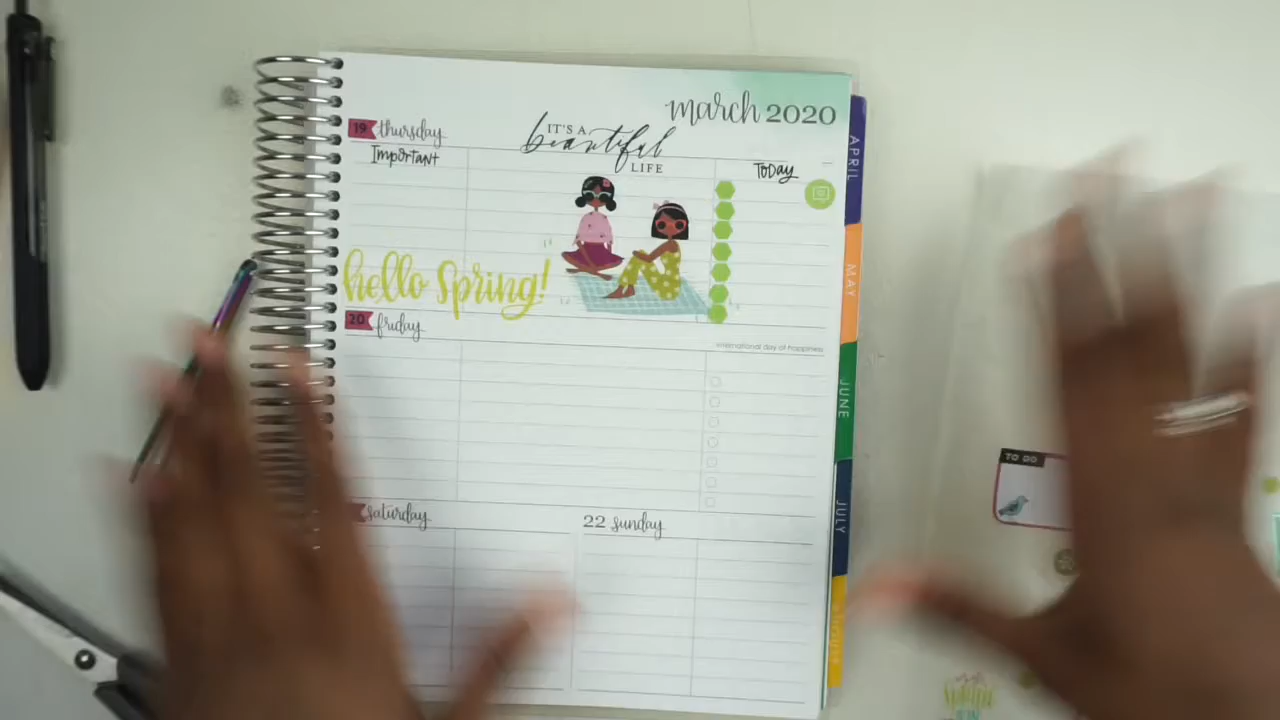 march 2020
19 thursday
IT'S A
beautiful
LIFE
Important
TODAY
hello Spring!
20 friday
international day of happiness
saturday
22 sunday
APRIL
MAY
JUNE
JULY
TO DO